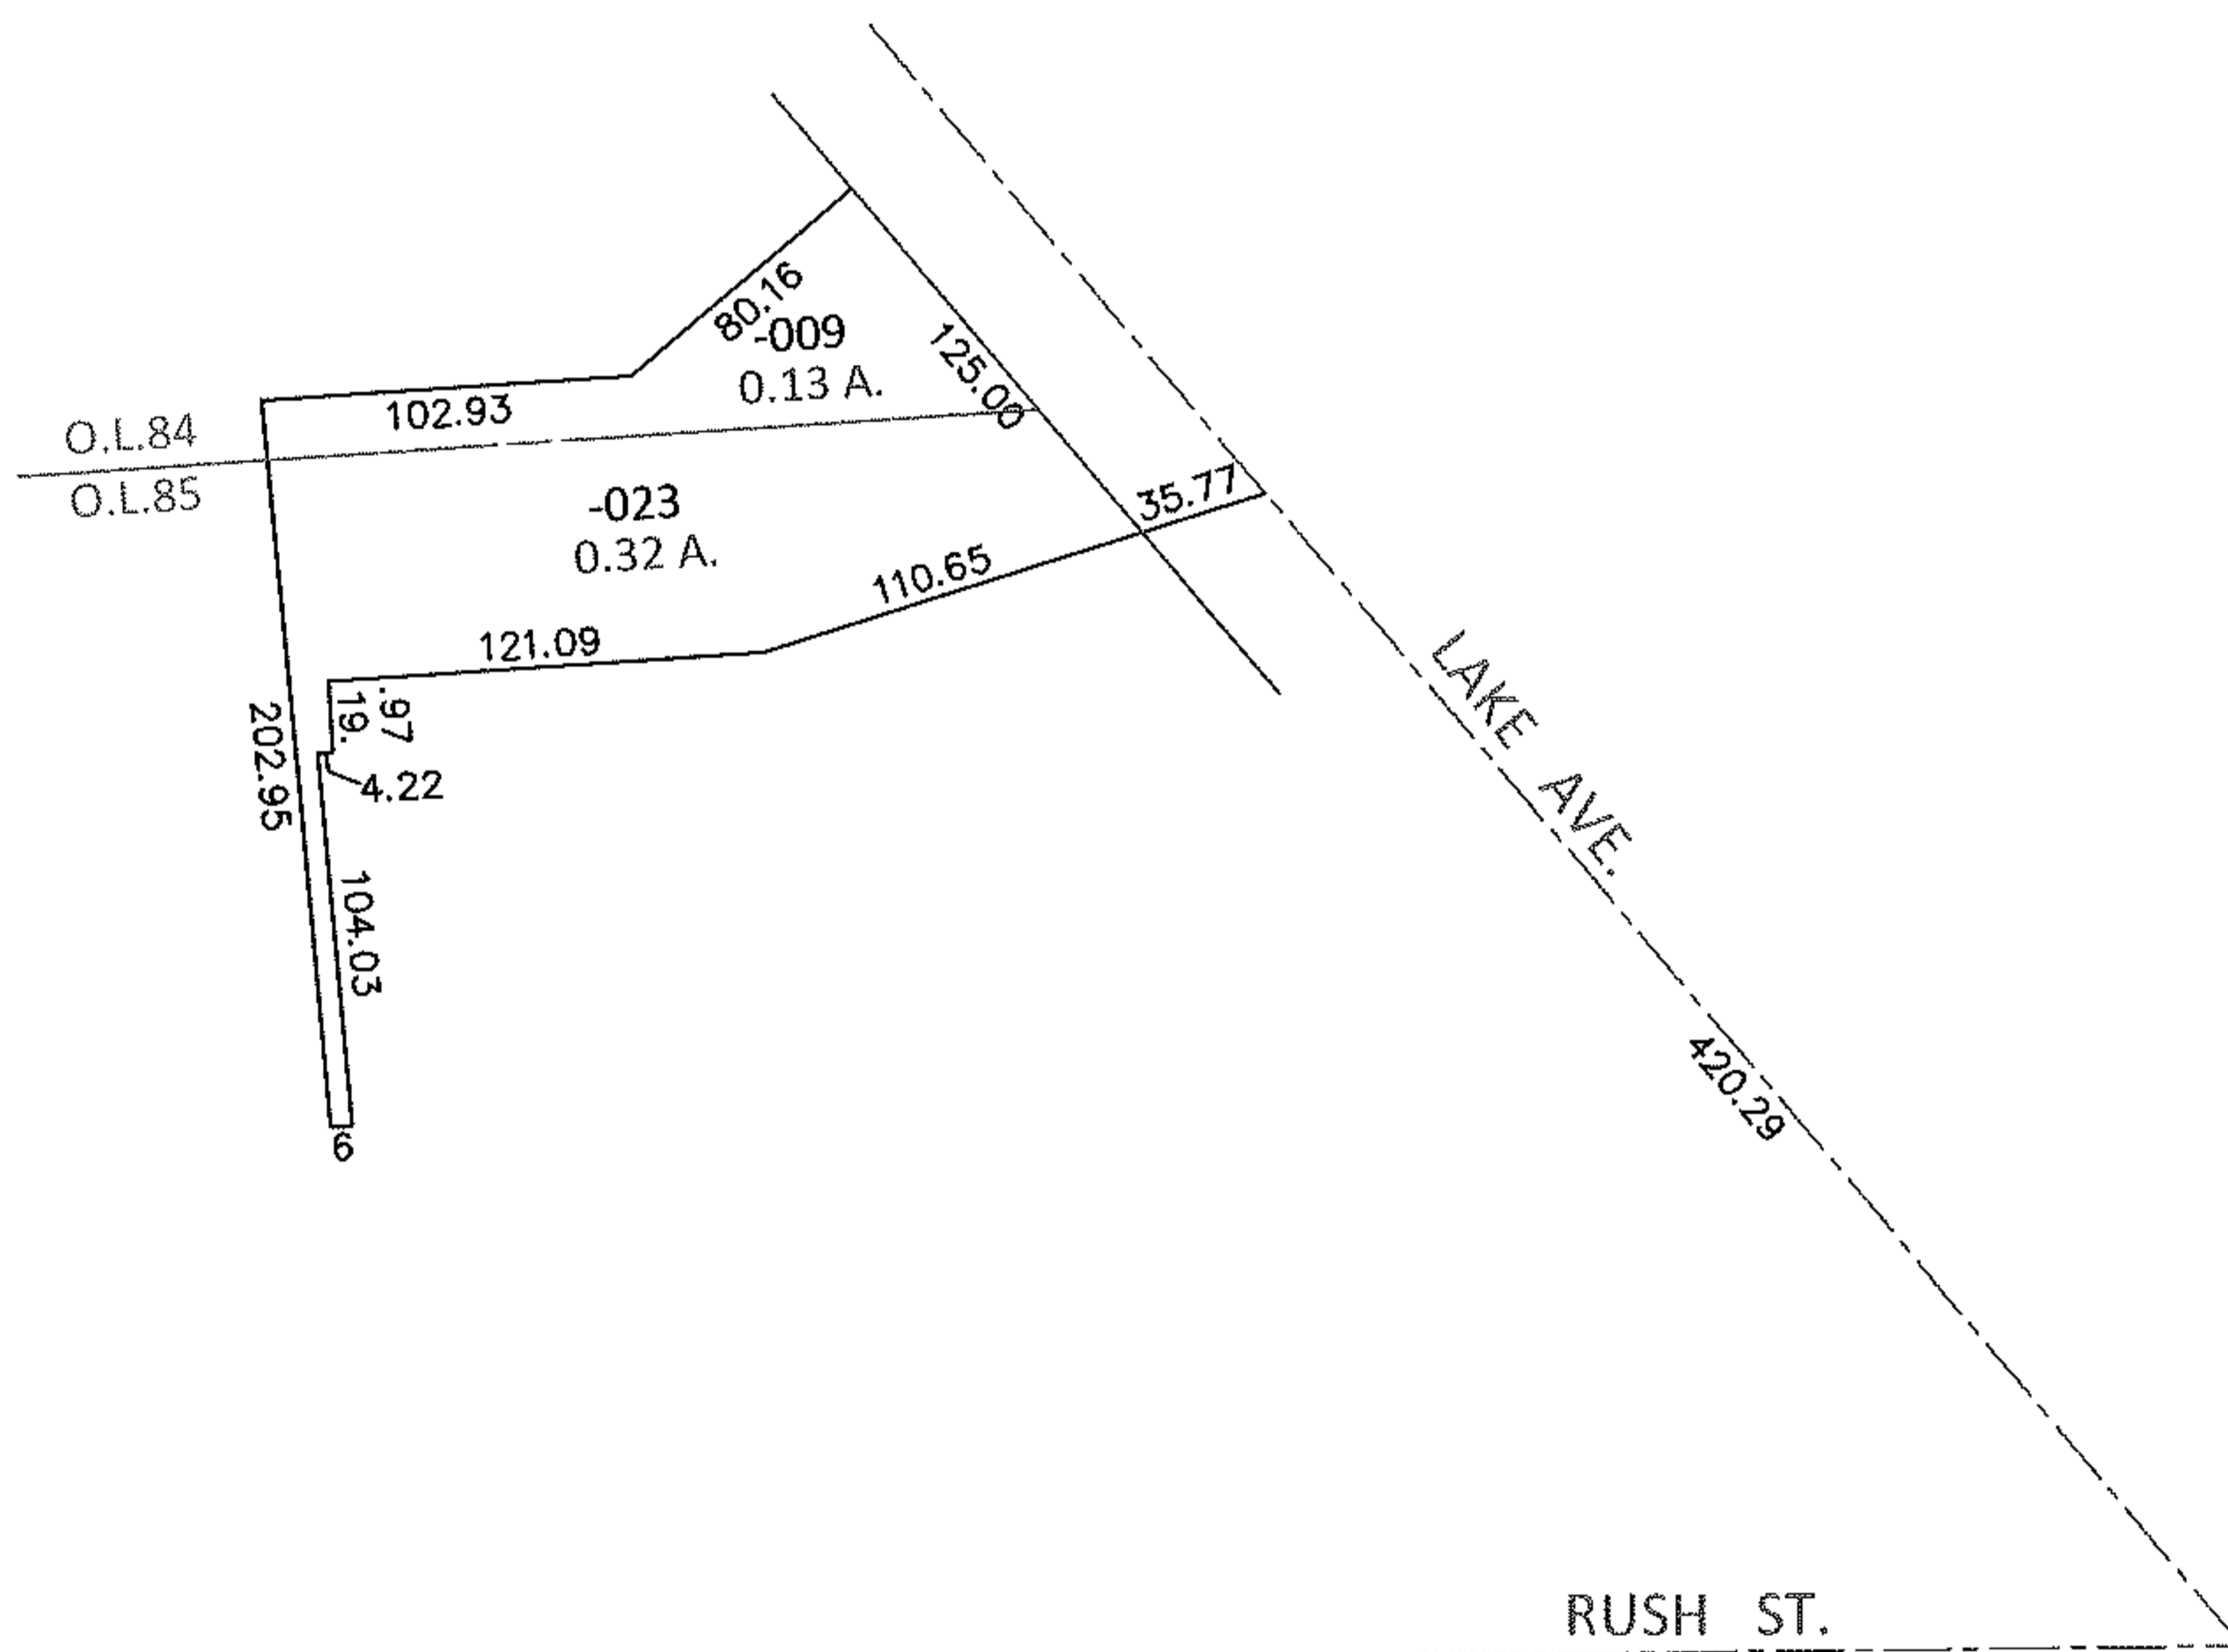 80.16
-009
0.13 A.
125.00
102.93
O.L.84
O.L.85
-023
0.32 A.
35.77
110.65
121.09
19.
.97
4.22
202.95
104.03
6
LAKE AVE.
420.29
RUSH ST.